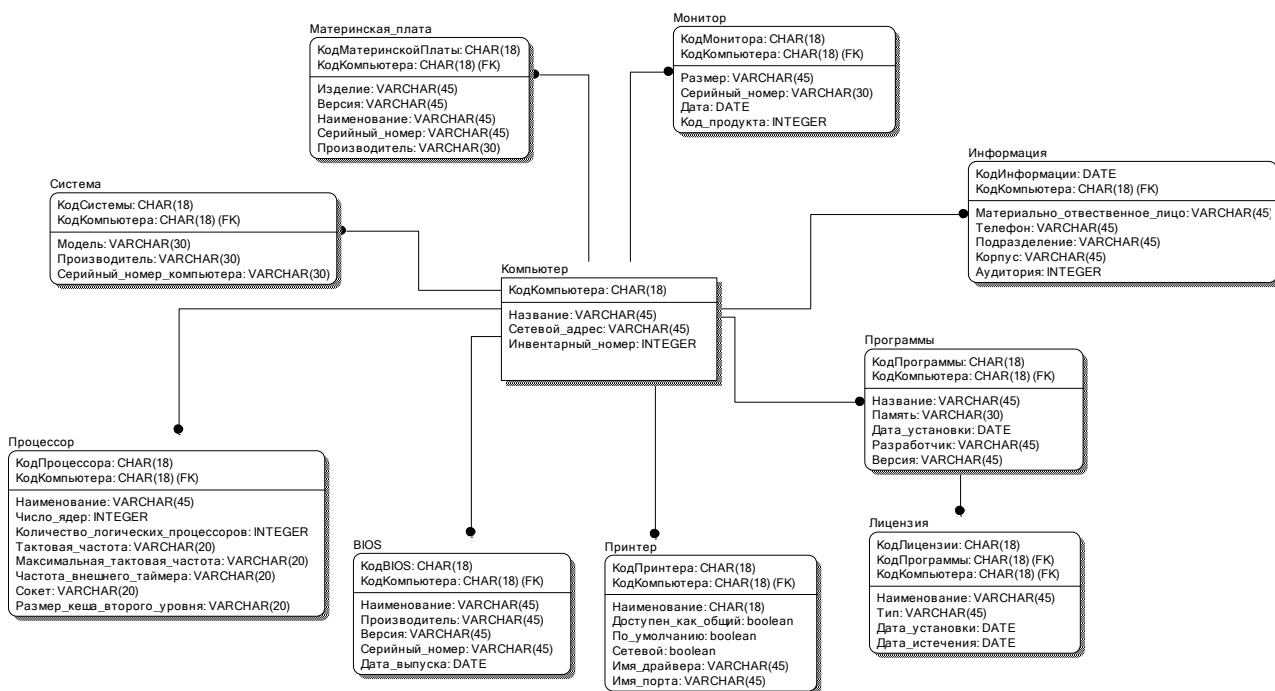 Материнская_плата
КодМатеринскойПлаты: CHAR(18)
КодКомпьютера: CHAR(18) (FK)
Изделие: VARCHAR(45)
Версия: VARCHAR(45)
Наименование: VARCHAR(45)
Серийный_номер: VARCHAR(45)
Производитель: VARCHAR(30)
Монитор
КодМонитора: CHAR(18)
КодКомпьютера: CHAR(18) (FK)
Размер: VARCHAR(45)
Серийный_номер: VARCHAR(30)
Дата: DATE
Код_продукта: INTEGER
Информация
КодИнформации: DATE
КодКомпьютера: CHAR(18) (FK)
Материально_отвественное_лицо: VARCHAR(45)
Телефон: VARCHAR(45)
Подразделение: VARCHAR(45)
Корпус: VARCHAR(45)
Аудитория: INTEGER
Система
КодСистемы: CHAR(18)
КодКомпьютера: CHAR(18) (FK)
Модель: VARCHAR(30)
Производитель: VARCHAR(30)
Серийный_номер_компьютера: VARCHAR(30)
Компьютер
КодКомпьютера: CHAR(18)
Название: VARCHAR(45)
Сетевой_адрес: VARCHAR(45)
Инвентарный_номер: INTEGER
Программы
КодПрограммы: CHAR(18)
КодКомпьютера: CHAR(18) (FK)
Название: VARCHAR(45)
Память: VARCHAR(30)
Дата_установки: DATE
Разработчик: VARCHAR(45)
Версия: VARCHAR(45)
Процессор
КодПроцессора: CHAR(18)
КодКомпьютера: CHAR(18) (FK)
Наименование: VARCHAR(45)
Число_ядер: INTEGER
Количество_логических_процессоров: INTEGER
Тактовая_частота: VARCHAR(20)
Максимальная_тактовая_частота: VARCHAR(20)
Частота_внешнего_таймера: VARCHAR(20)
Сокет: VARCHAR(20)
Размер_кеша_второго_уровня: VARCHAR(20)
BIOS
КодBIOS: CHAR(18)
КодКомпьютера: CHAR(18) (FK)
Наименование: VARCHAR(45)
Производитель: VARCHAR(45)
Версия: VARCHAR(45)
Серийный_номер: VARCHAR(45)
Дата_выпуска: DATE
Принтер
КодПринтера: CHAR(18)
КодКомпьютера: CHAR(18) (FK)
Наименование: CHAR(18)
Доступен_как_общий: boolean
По_умолчанию: boolean
Сетевой: boolean
Имя_драйвера: VARCHAR(45)
Имя_порта: VARCHAR(45)
Лицензия
КодЛицензии: CHAR(18)
КодПрограммы: CHAR(18) (FK)
КодКомпьютера: CHAR(18) (FK)
Наименование: VARCHAR(45)
Тип: VARCHAR(45)
Дата_установки: DATE
Дата_истечения: DATE